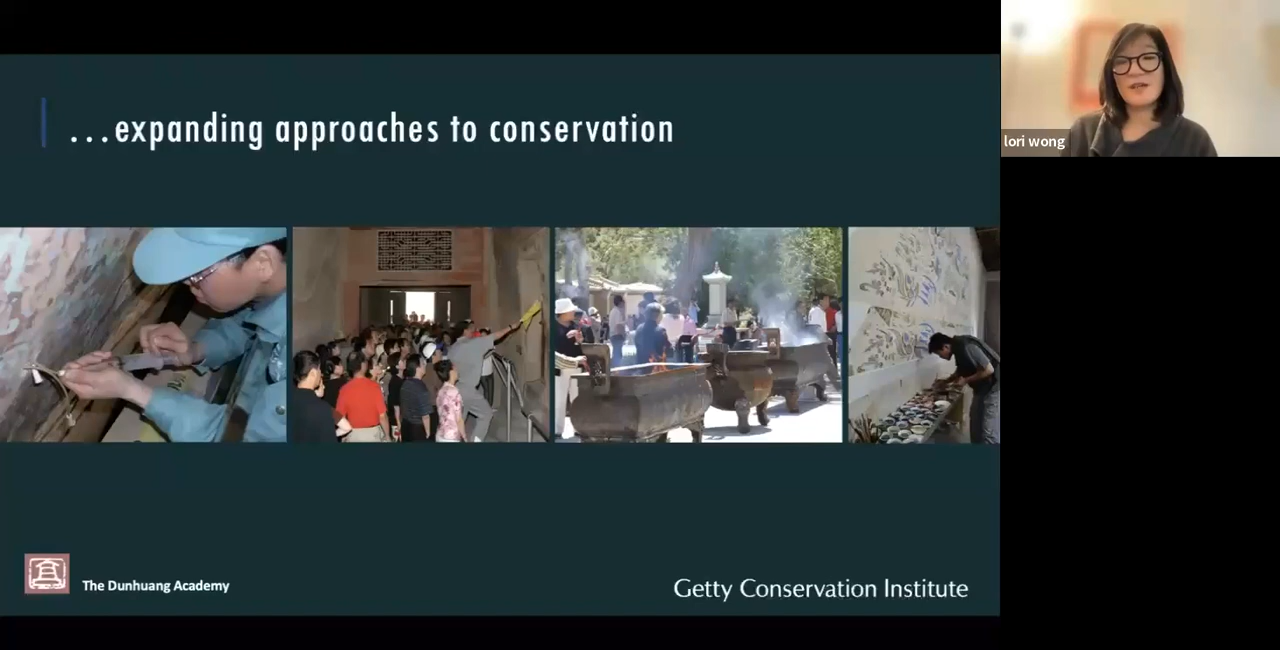 ...expanding approaches to conservation
lori wong
The Dunhuang Academy
Getty Conservation Institute